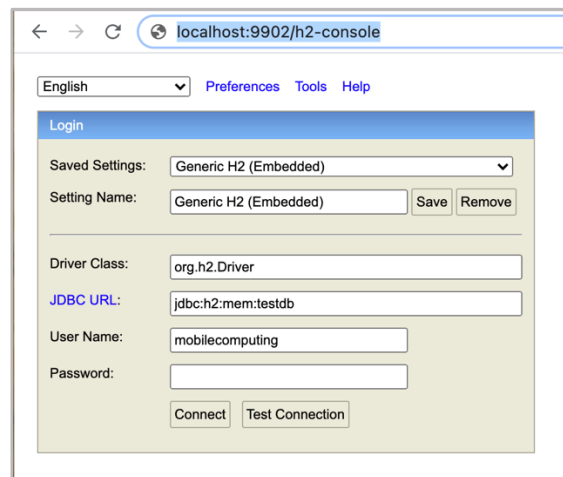 localhost:9902/h2-console
English Preferences Tools Help
Login
Saved Settings: Generic H2 (Embedded)
Setting Name: Generic H2 (Embedded) Save Remove
Driver Class: org.h2.Driver
JDBC URL: jdbc:h2:mem:testdb
User Name: mobilecomputing
Password:
Connect Test Connection